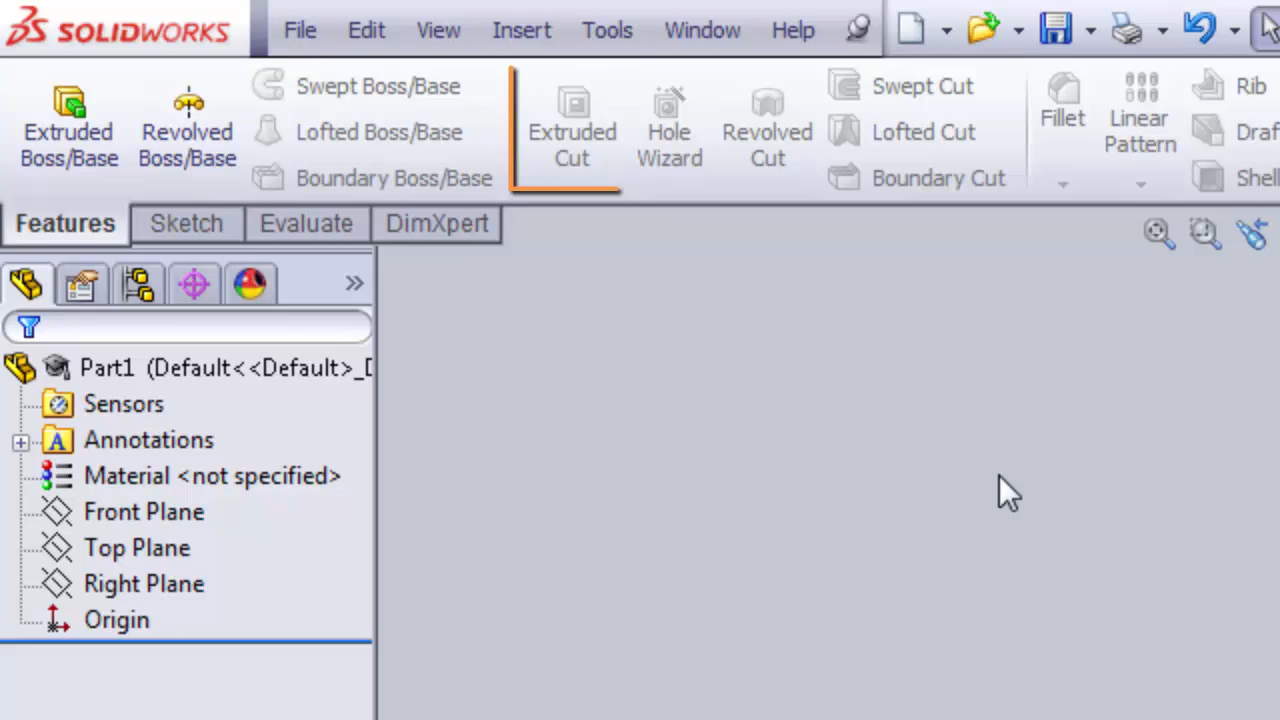 SOLIDWORKS File Edit View Insert Tools Window Help
Extruded Boss/Base
Revolved Boss/Base
Swept Boss/Base
Lofted Boss/Base
Boundary Boss/Base
Extruded Cut
Hole Wizard
Revolved Cut
Swept Cut
Lofted Cut
Boundary Cut
Fillet
Linear Pattern
Rib
Draf
Shell
Features Sketch Evaluate DimXpert
Part1 (Default<<Default>_D
Sensors
Annotations
Material <not specified>
Front Plane
Top Plane
Right Plane
Origin